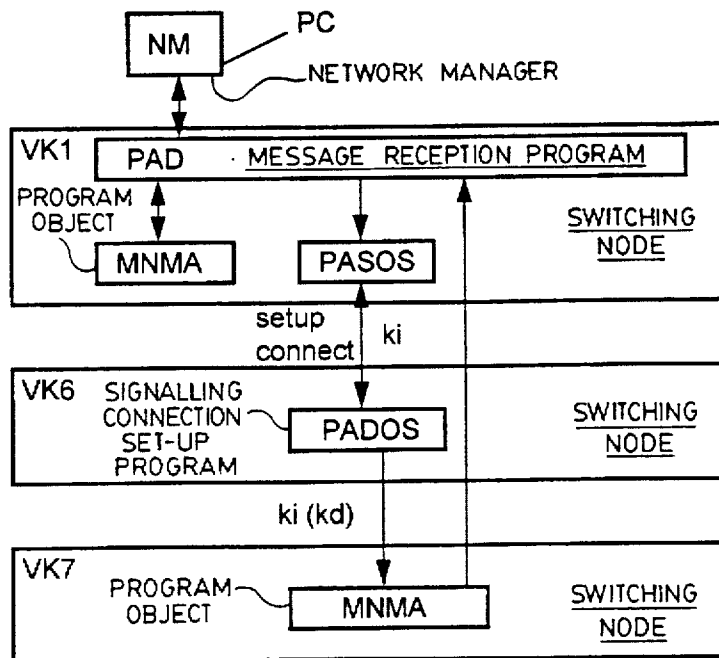 NM
PC
NETWORK MANAGER
VK1
PAD · MESSAGE RECEPTION PROGRAM
PROGRAM
OBJECT
MNMA
PASOS
SWITCHING
NODE
setup
connect
ki
VK6
SIGNALLING
CONNECTION
SET-UP
PROGRAM
PADOS
SWITCHING
NODE
ki (kd)
VK7
PROGRAM
OBJECT
MNMA
SWITCHING
NODE